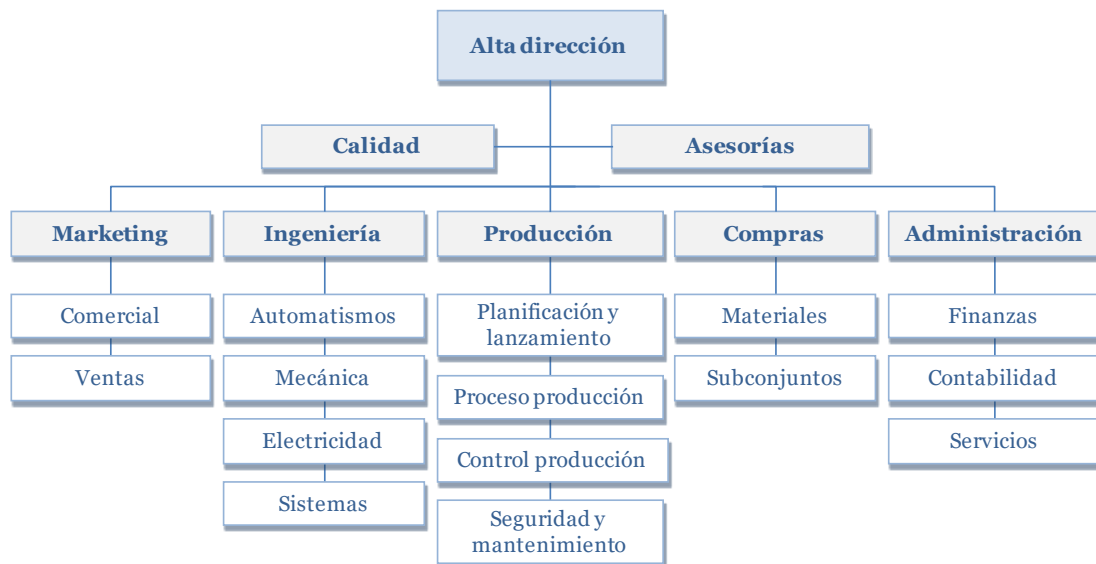 Alta dirección
Calidad
Asesorías
Marketing
Ingeniería
Producción
Compras
Administración
Comercial
Automatismos
Planificación y
lanzamiento
Materiales
Finanzas
Ventas
Mecánica
Proceso producción
Subconjuntos
Contabilidad
Electricidad
Control producción
Servicios
Sistemas
Seguridad y
mantenimiento